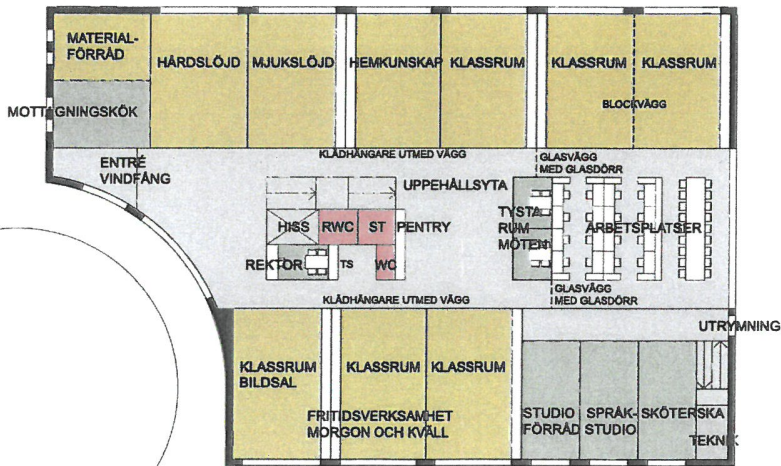 MATERIAL-
FÖRRÅD
HÅRDSLÖJD
MJUKSLÖJD
HEMKUNSKAP
KLASSRUM
KLASSRUM
KLASSRUM
BLOCKVÄGG
MOTTAGNINGSKÖK
ENTRÉ
VINDFÅNG
KLÄDHÄNGARE UTMED VÄGG
GLASVÄGG
MED GLASDÖRR
UPPEHÅLLSYTA
HISS
RWC
ST
PENTRY
TYSTA
RUM
MÖTEN
ARBETSPLATSER
REKTOR
TS
WC
KLÄDHÄNGARE UTMED VÄGG
GLASVÄGG
MED GLASDÖRR
UTRYMNING
KLASSRUM
BILDSAL
KLASSRUM
KLASSRUM
FRITIDSVERKSAMHET
MORGON OCH KVÄLL
STUDIO
FÖRRÅD
SPRÅK-
STUDIO
SKÖTERSKA
TEKNIK